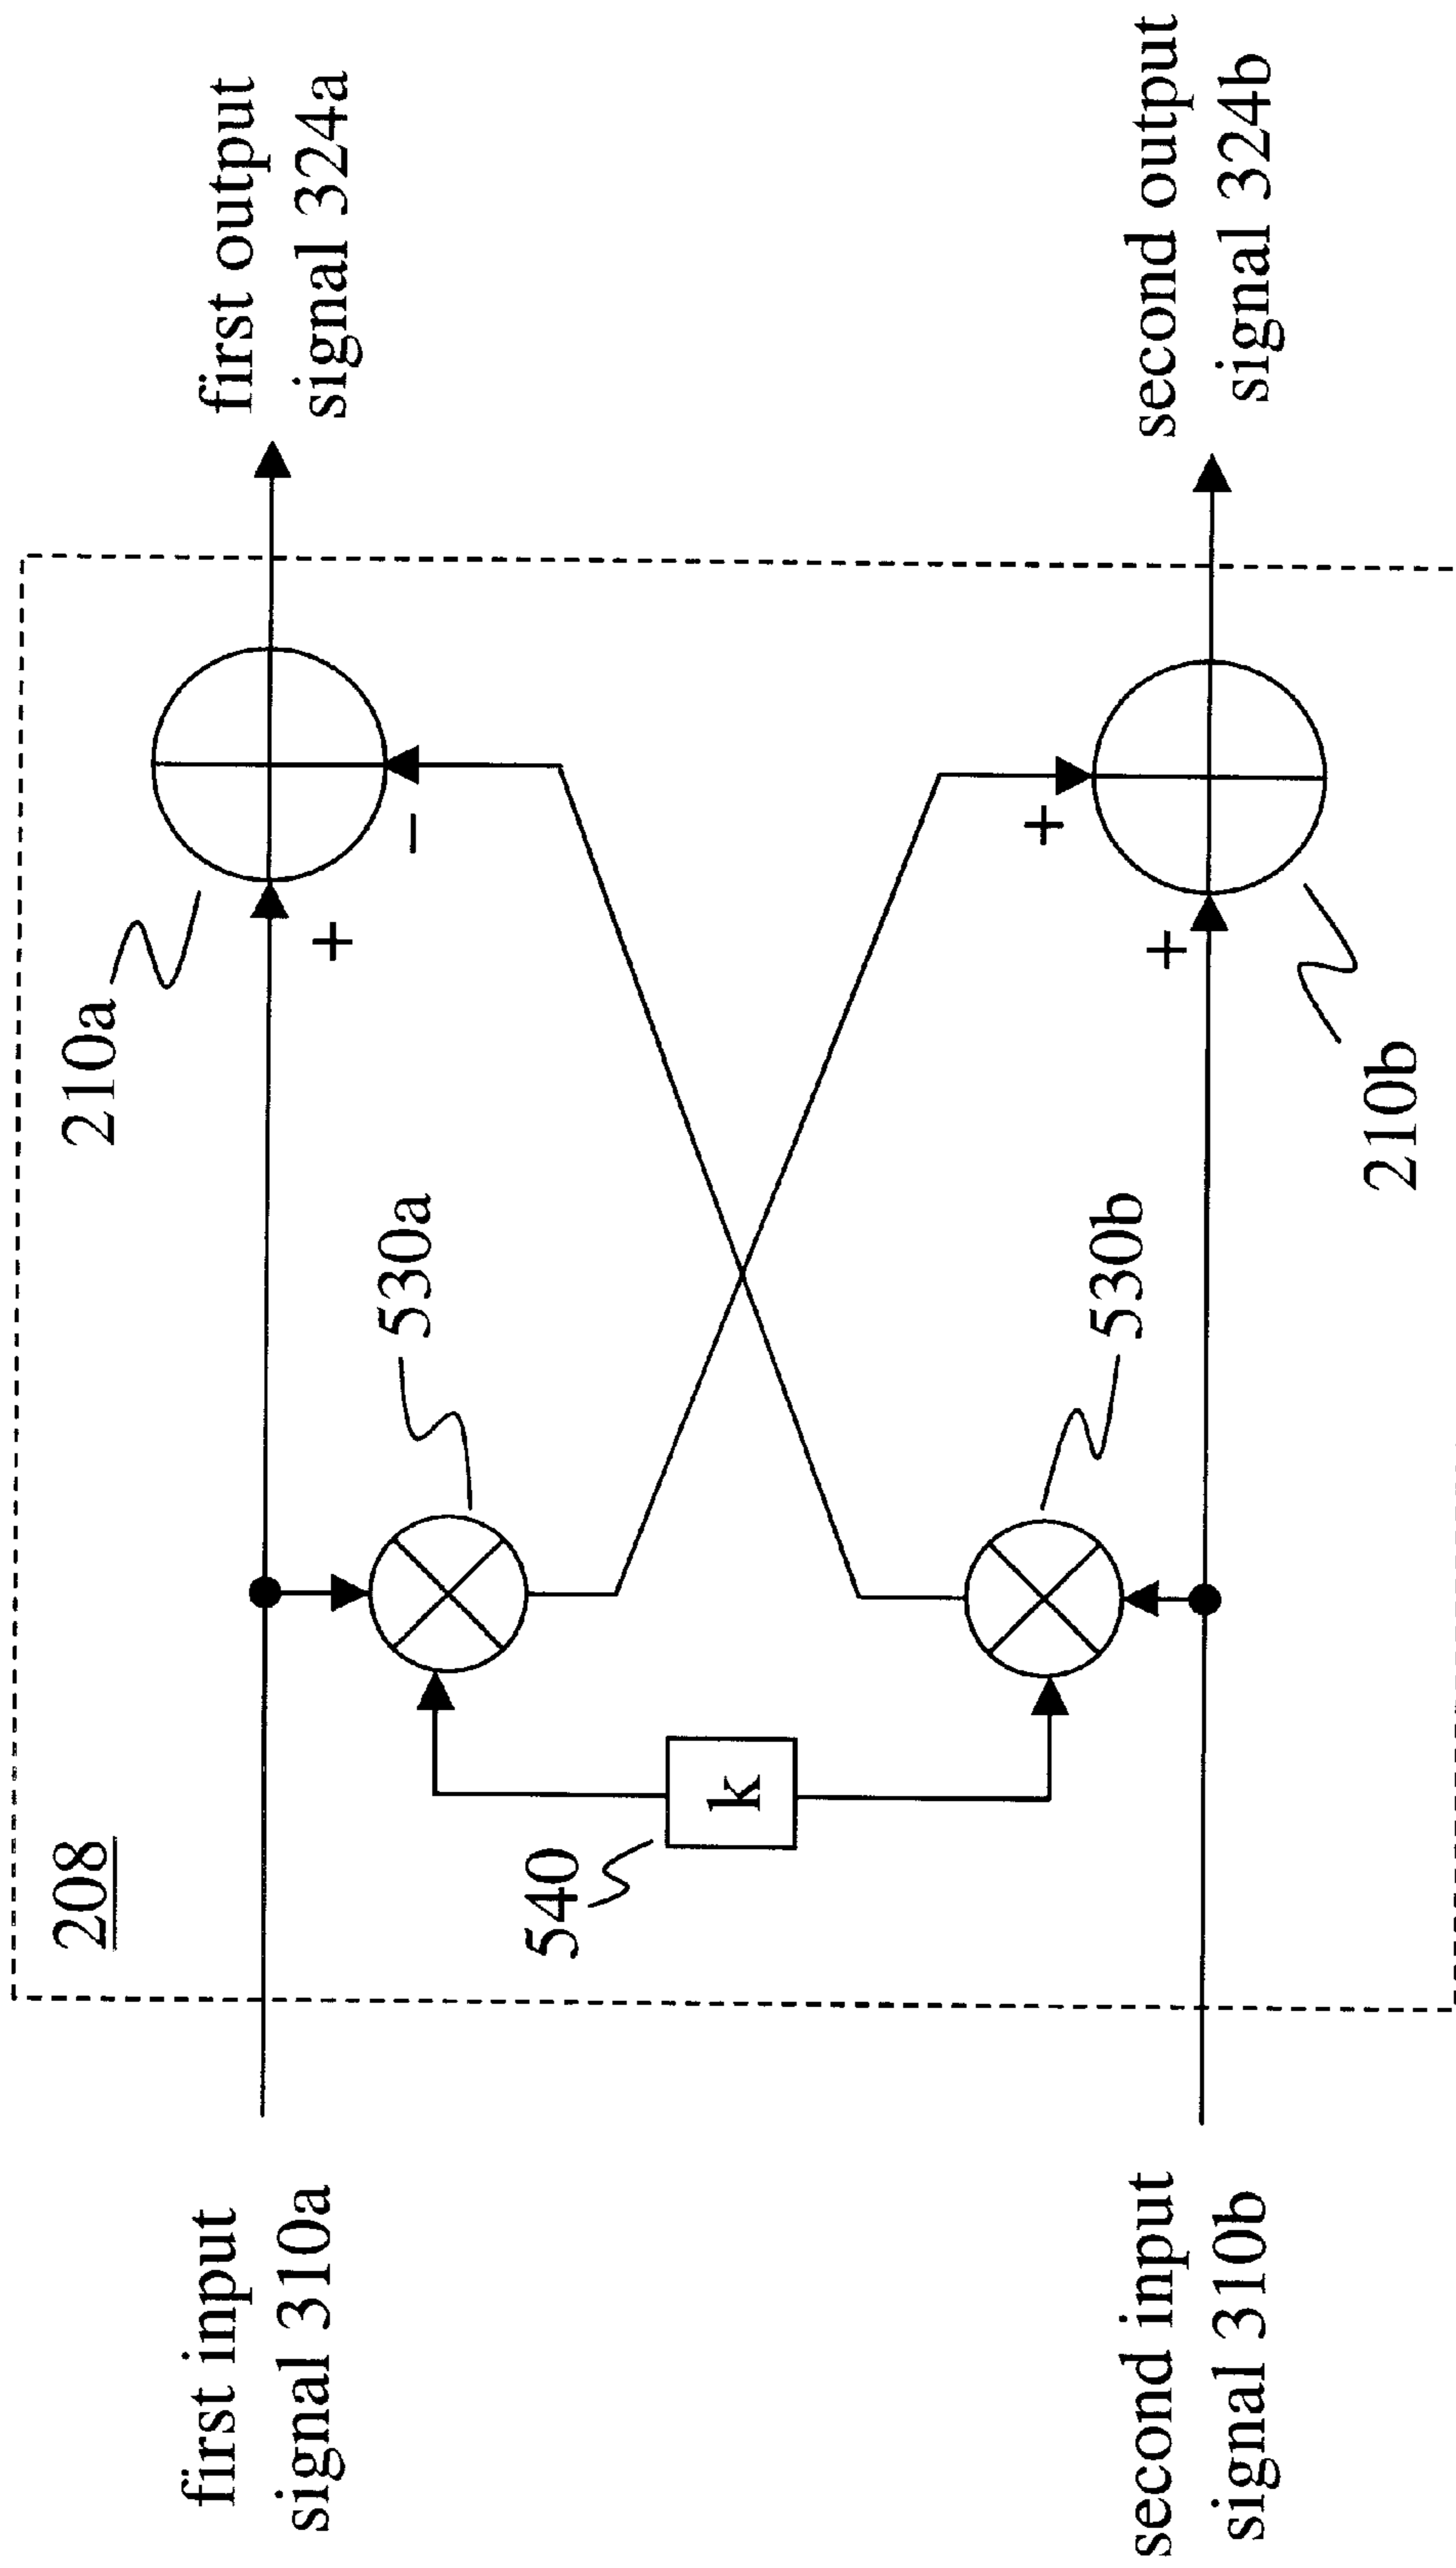 208
first input
signal 310a
second input
signal 310b
540
k
530a
530b
210a
210b
+
−
+
+
first output
signal 324a
second output
signal 324b